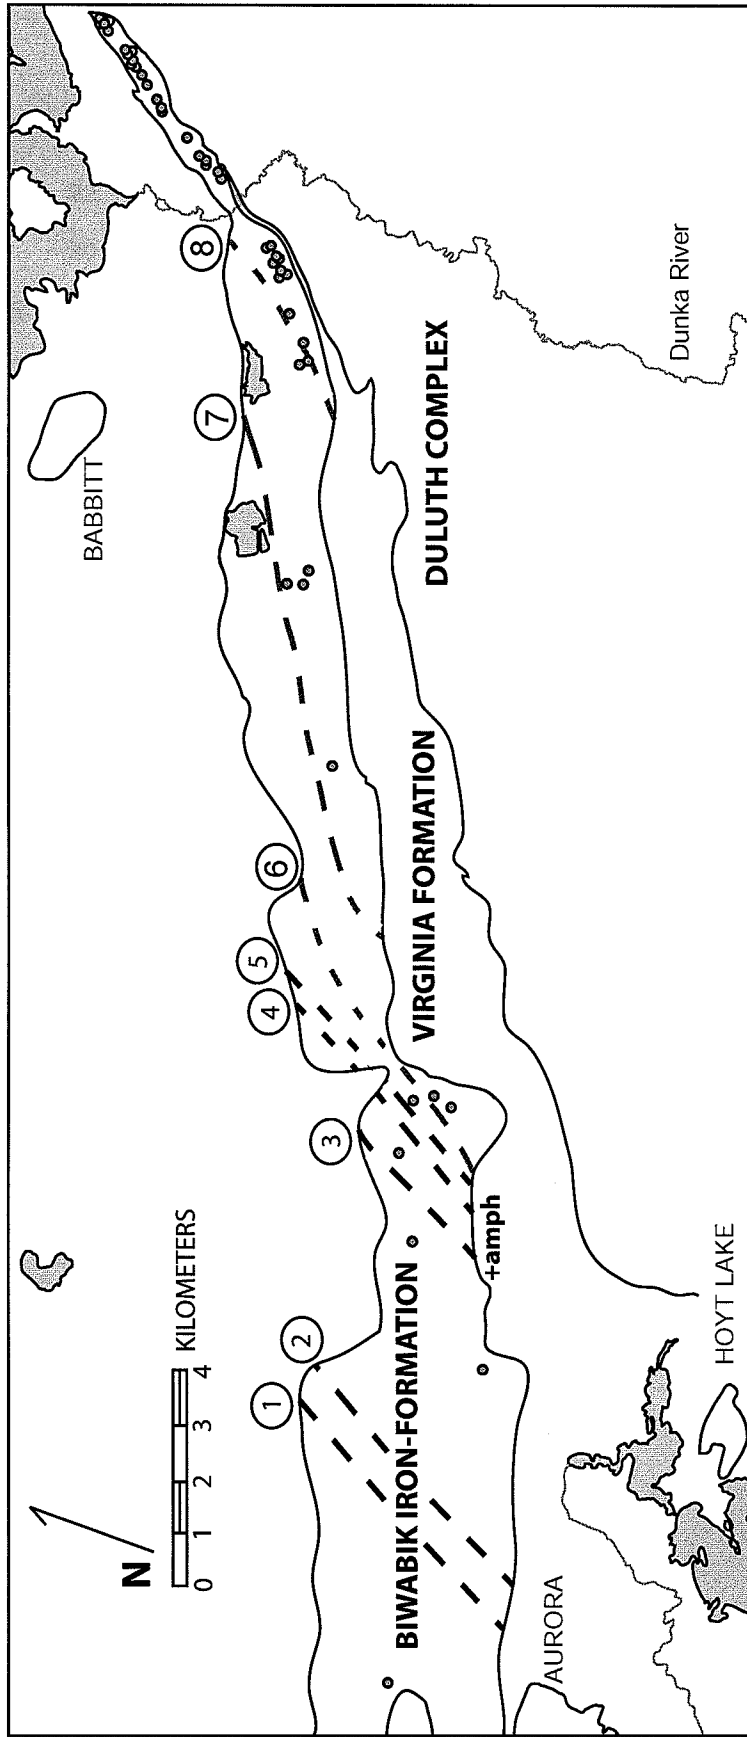 BABBITT
8
7
6
5
4
3
2
1
Dunka River
DULUTH COMPLEX
VIRGINIA FORMATION
BIWABIK IRON-FORMATION
+amph
N
KILOMETERS
0 1 2 3 4
AURORA
HOYT LAKE